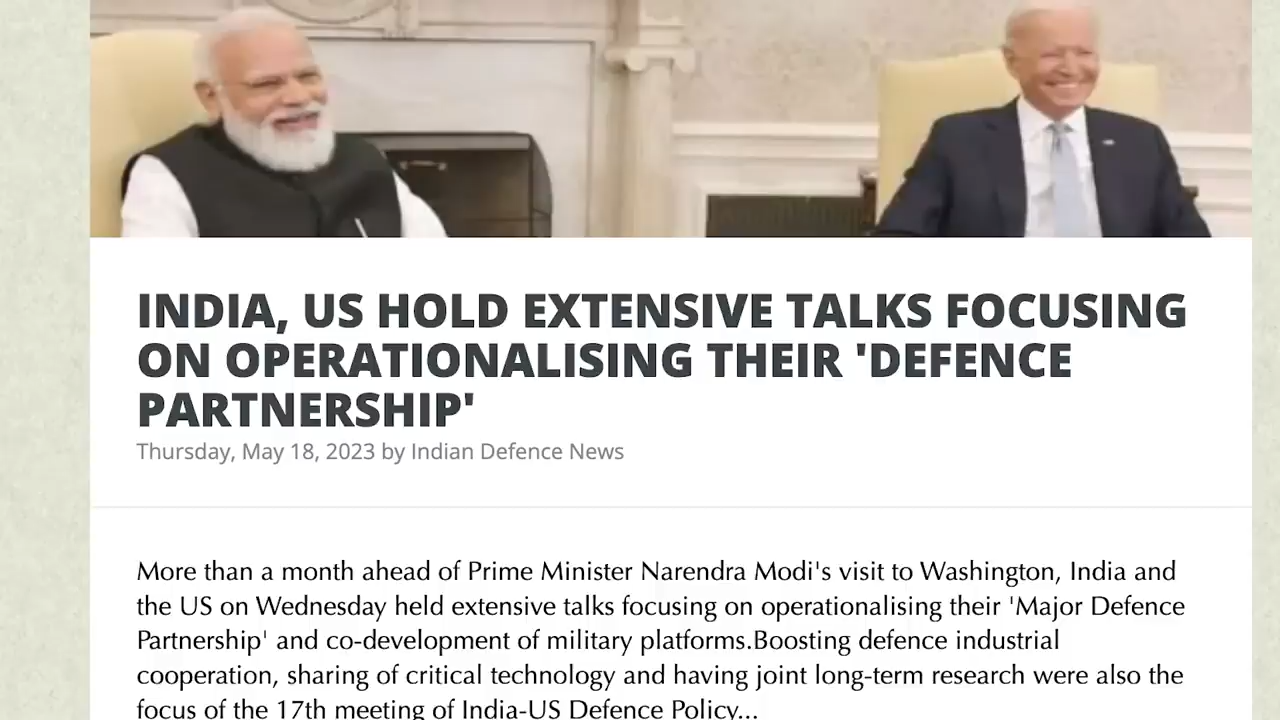 INDIA, US HOLD EXTENSIVE TALKS FOCUSING
ON OPERATIONALISING THEIR 'DEFENCE
PARTNERSHIP'
Thursday, May 18, 2023 by Indian Defence News
More than a month ahead of Prime Minister Narendra Modi's visit to Washington, India and
the US on Wednesday held extensive talks focusing on operationalising their 'Major Defence
Partnership' and co-development of military platforms.Boosting defence industrial
cooperation, sharing of critical technology and having joint long-term research were also the
focus of the 17th meeting of India-US Defence Policy...